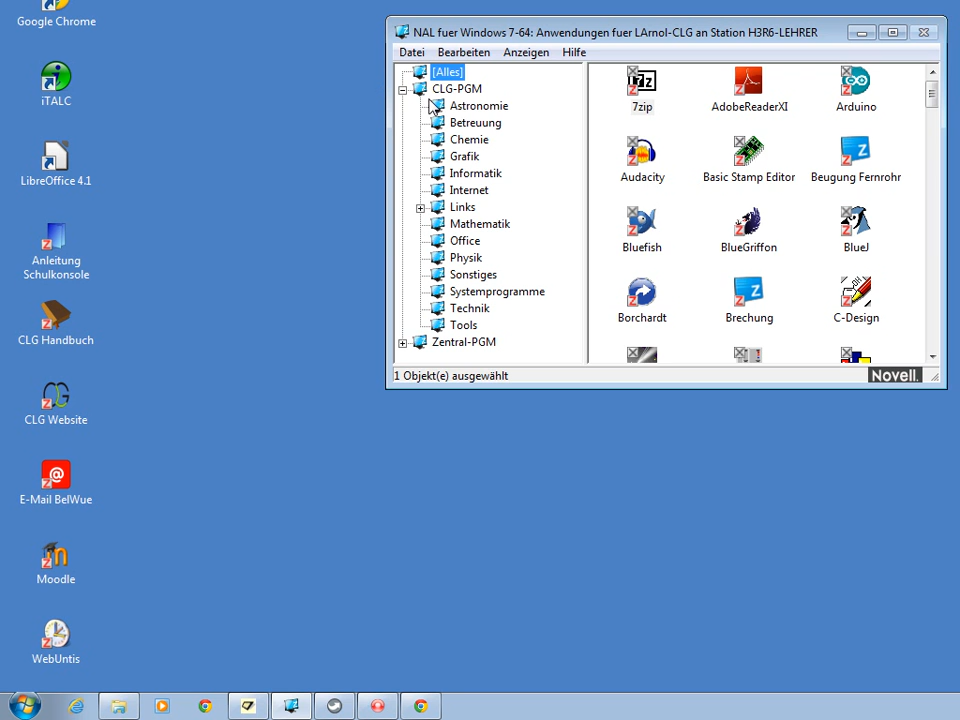 Google Chrome
iTALC
LibreOffice 4.1
Anleitung
Schulkonsole
CLG Handbuch
CLG Website
E-Mail BelWue
Moodle
WebUntis
NAL fuer Windows 7-64: Anwendungen fuer LArnol-CLG an Station H3R6-LEHRER
Datei Bearbeiten Anzeigen Hilfe
[Alles]
CLG-PGM
Astronomie
Betreuung
Chemie
Grafik
Informatik
Internet
Links
Mathematik
Office
Physik
Sonstiges
Systemprogramme
Technik
Tools
Zentral-PGM
7zip AdobeReaderXI Arduino
Audacity Basic Stamp Editor Beugung Fernrohr
Bluefish BlueGriffon BlueJ
Borchardt Brechung C-Design
1 Objekt(e) ausgewählt
Novell.